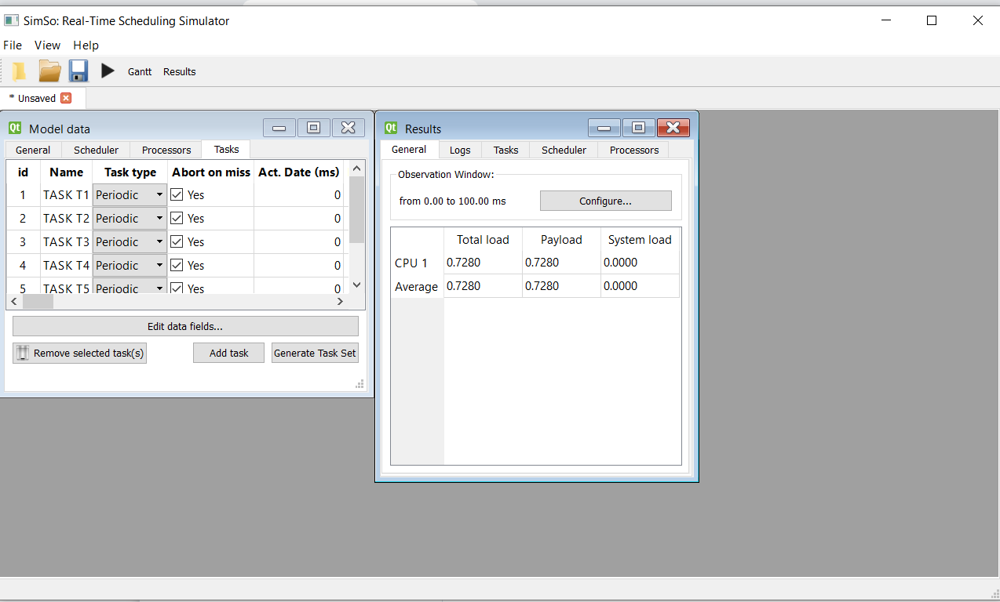 SimSo: Real-Time Scheduling Simulator
File View Help
Gantt Results
* Unsaved
Qt Model data
General Scheduler Processors Tasks
id Name Task type Abort on miss Act. Date (ms)
1 TASK T1 Periodic Yes 0
2 TASK T2 Periodic Yes 0
3 TASK T3 Periodic Yes 0
4 TASK T4 Periodic Yes 0
5 TASK T5 Periodic Yes 0
Edit data fields...
Remove selected task(s) Add task Generate Task Set
Qt Results
General Logs Tasks Scheduler Processors
Observation Window:
from 0.00 to 100.00 ms Configure...
Total load Payload System load
CPU 1 0.7280 0.7280 0.0000
Average 0.7280 0.7280 0.0000